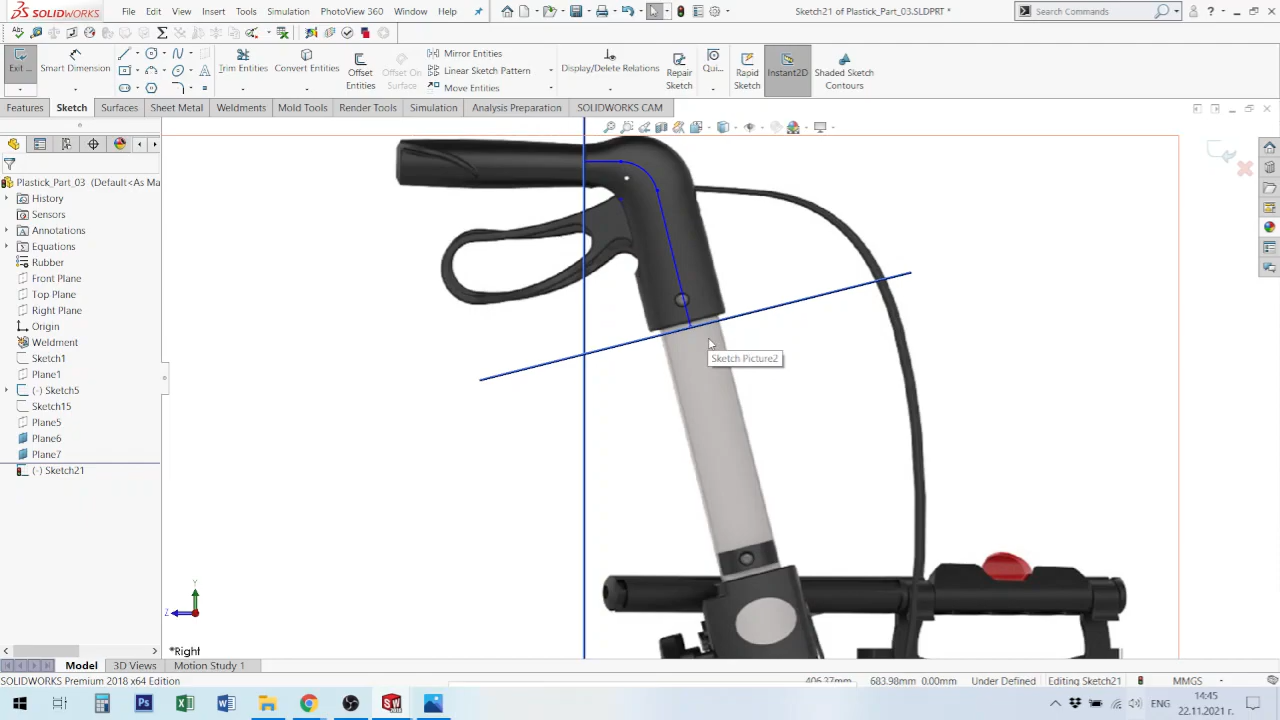 SOLIDWORKS File Edit View Insert Tools Simulation PhotoView 360 Window Help Sketch21 of Plastick_Part_03.SLDPRT * Search Commands
Exit ... Smart Dimension Trim Entities Convert Entities Offset Entities Offset On Surface Mirror Entities Linear Sketch Pattern Move Entities Display/Delete Relations Repair Sketch Qui... Rapid Sketch Instant2D Shaded Sketch Contours
Features Sketch Surfaces Sheet Metal Weldments Mold Tools Render Tools Simulation Analysis Preparation SOLIDWORKS CAM
Plastick_Part_03 (Default<As Ma
History
Sensors
Annotations
Equations
Rubber
Front Plane
Top Plane
Right Plane
Origin
Weldment
Sketch1
Plane1
(-) Sketch5
Sketch15
Plane5
Plane6
Plane7
(-) Sketch21
Sketch Picture2
Y
Z
*Right
Model 3D Views Motion Study 1
SOLIDWORKS Premium 2018 x64 Edition 406.37mm 683.98mm 0.00mm Under Defined Editing Sketch21 MMGS
ENG 14:45
22.11.2021 г.